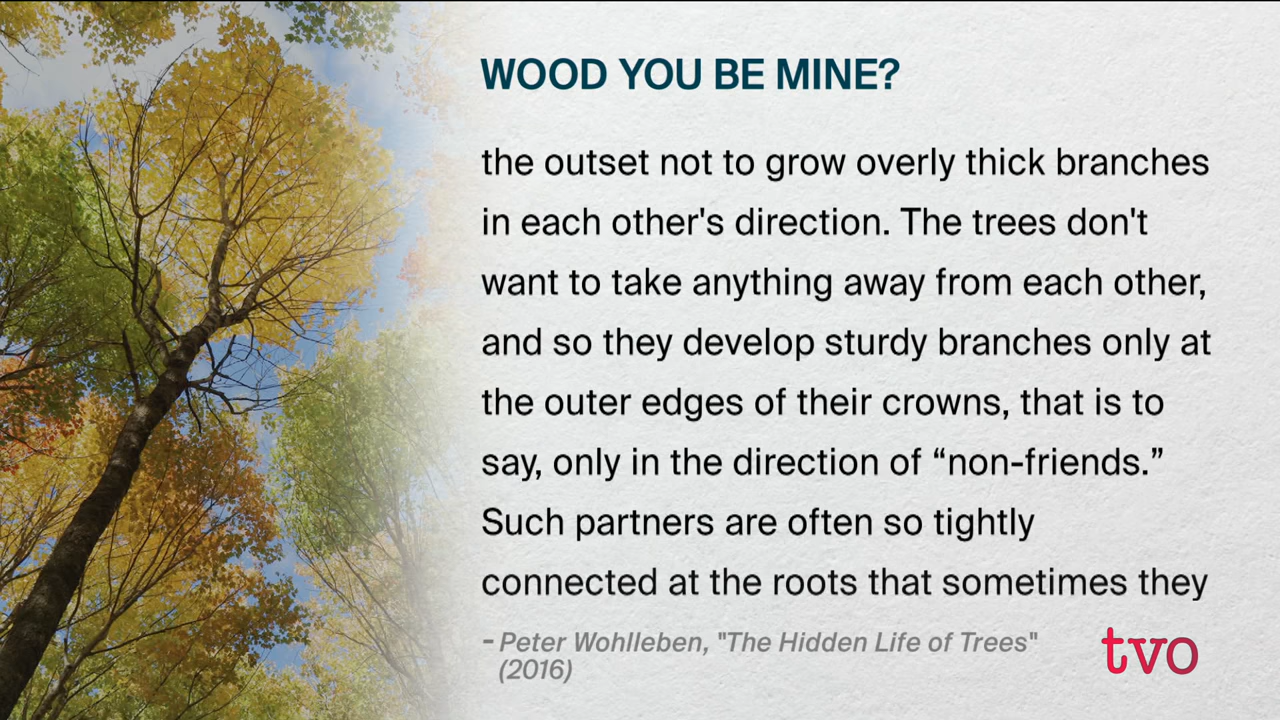 WOOD YOU BE MINE?
the outset not to grow overly thick branches
in each other's direction. The trees don't
want to take anything away from each other,
and so they develop sturdy branches only at
the outer edges of their crowns, that is to
say, only in the direction of “non-friends.”
Such partners are often so tightly
connected at the roots that sometimes they
- Peter Wohlleben, "The Hidden Life of Trees"
(2016)
tvo